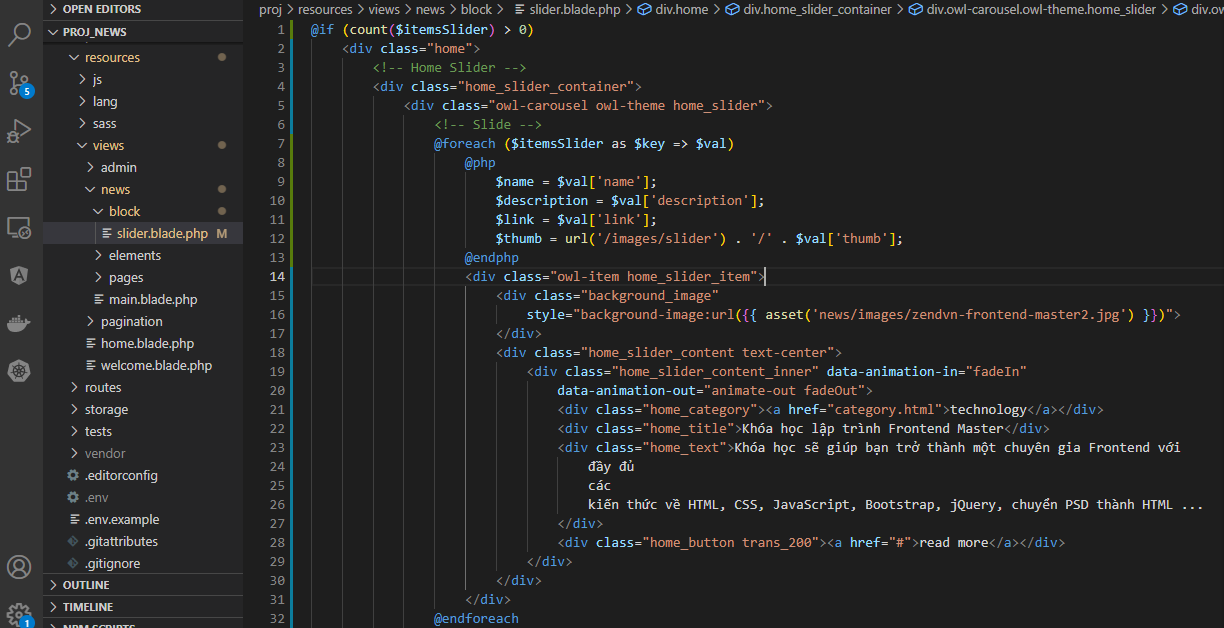 OPEN EDITORS
PROJ_NEWS
resources
js
lang
sass
views
admin
news
block
slider.blade.php M
elements
pages
main.blade.php
pagination
home.blade.php
welcome.blade.php
routes
storage
tests
vendor
.editorconfig
.env
.env.example
.gitattributes
.gitignore
OUTLINE
TIMELINE
NPM SCRIPTS
5
1
proj > resources > views > news > block > slider.blade.php > div.home > div.home_slider_container > div.owl-carousel.owl-theme.home_slider > div.ow
1 @if (count($itemsSlider) > 0)
2 <div class="home">
3 <!-- Home Slider -->
4 <div class="home_slider_container">
5 <div class="owl-carousel owl-theme home_slider">
6 <!-- Slide -->
7 @foreach ($itemsSlider as $key => $val)
8 @php
9 $name = $val['name'];
10 $description = $val['description'];
11 $link = $val['link'];
12 $thumb = url('/images/slider') . '/' . $val['thumb'];
13 @endphp
14 <div class="owl-item home_slider_item">
15 <div class="background_image"
16 style="background-image:url({{ asset('news/images/zendvn-frontend-master2.jpg') }})">
17 </div>
18 <div class="home_slider_content text-center">
19 <div class="home_slider_content_inner" data-animation-in="fadeIn"
20 data-animation-out="animate-out fadeOut">
21 <div class="home_category"><a href="category.html">technology</a></div>
22 <div class="home_title">Khóa học lập trình Frontend Master</div>
23 <div class="home_text">Khóa học sẽ giúp bạn trở thành một chuyên gia Frontend với
24 đầy đủ
25 các
26 kiến thức về HTML, CSS, JavaScript, Bootstrap, jQuery, chuyển PSD thành HTML ...
27 </div>
28 <div class="home_button trans_200"><a href="#">read more</a></div>
29 </div>
30 </div>
31 </div>
32 @endforeach